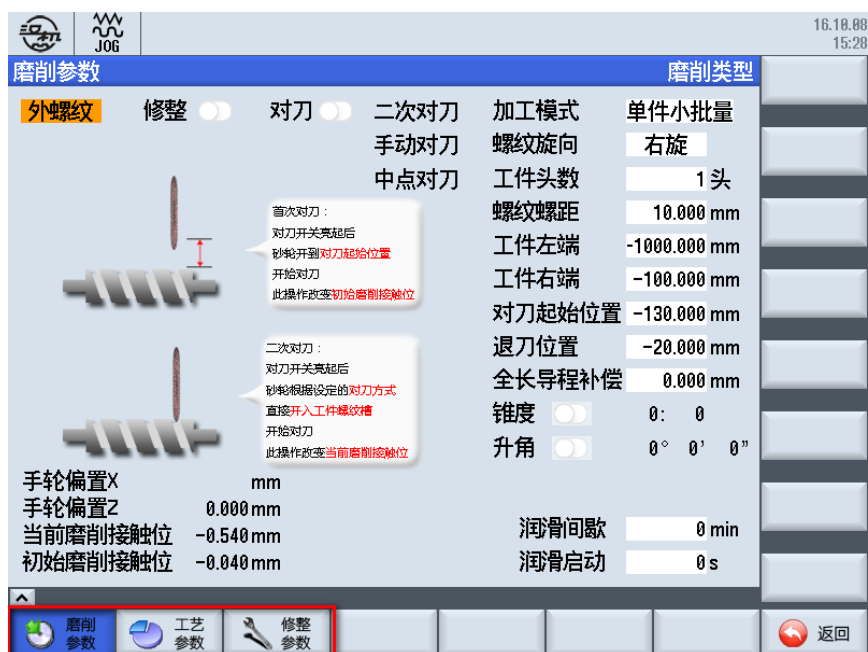 JOG
16.10.08
15:28
磨削参数
磨削类型
外螺纹 修整 对刀 二次对刀
手动对刀
中点对刀
首次对刀：
对刀开关亮起后
砂轮开到对刀起始位置
开始对刀
此操作改变初始磨削接触位
二次对刀：
对刀开关亮起后
砂轮根据设定的对刀方式
直接开入工件螺纹槽
开始对刀
此操作改变当前磨削接触位
加工模式 单件小批量
螺纹旋向 右旋
工件头数 1头
螺纹螺距 10.000 mm
工件左端 -1000.000 mm
工件右端 -100.000 mm
对刀起始位置 -130.000 mm
退刀位置 -20.000 mm
全长导程补偿 0.000 mm
锥度 0: 0
升角 0° 0' 0"
手轮偏置X mm
手轮偏置Z 0.000 mm
当前磨削接触位 -0.540 mm
初始磨削接触位 -0.040 mm
润滑间歇 0 min
润滑启动 0 s
磨削
参数
工艺
参数
修整
参数
返回